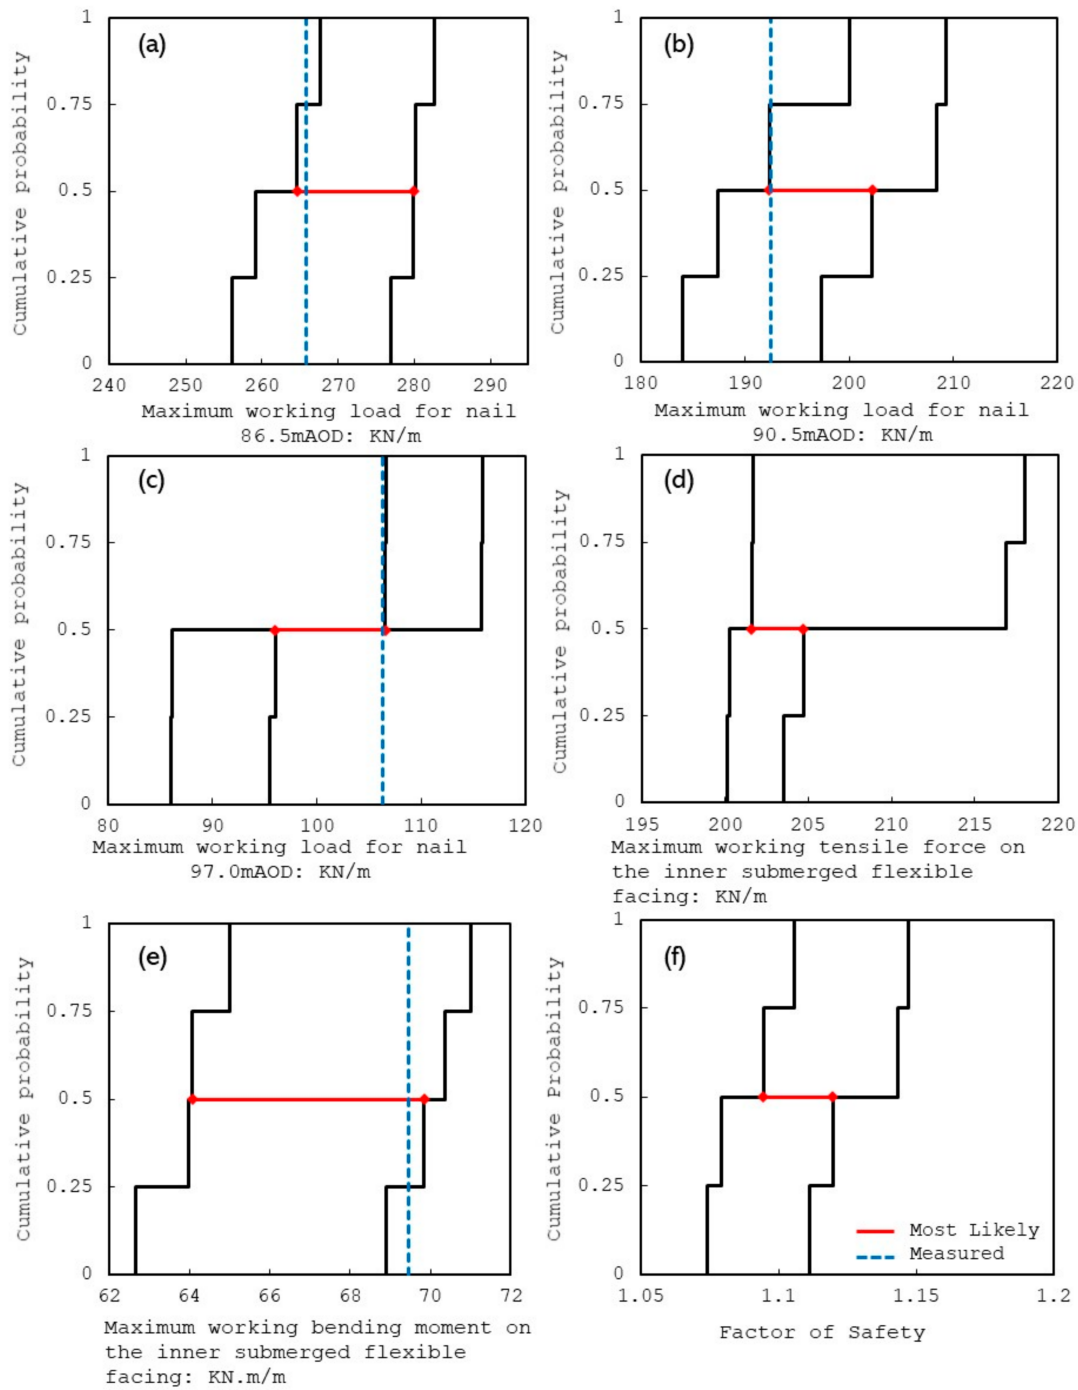 (a)
Cumulative probability
1
0.75
0.5
0.25
0
240 250 260 270 280 290
Maximum working load for nail
86.5mAOD: KN/m
(b)
Cumulative probability
1
0.75
0.5
0.25
0
180 190 200 210 220
Maximum working load for nail
90.5mAOD: KN/m
(c)
Cumulative probability
1
0.75
0.5
0.25
0
80 90 100 110 120
Maximum working load for nail
97.0mAOD: KN/m
(d)
Cumulative probability
1
0.75
0.5
0.25
0
195 200 205 210 215 220
Maximum working tensile force on
the inner submerged flexible
facing: KN/m
(e)
Cumulative probability
1
0.75
0.5
0.25
0
62 64 66 68 70 72
Maximum working bending moment on
the inner submerged flexible
facing: KN.m/m
(f)
Cumulative Probability
1
0.75
0.5
0.25
0
1.05 1.1 1.15 1.2
Factor of Safety
Most Likely
Measured